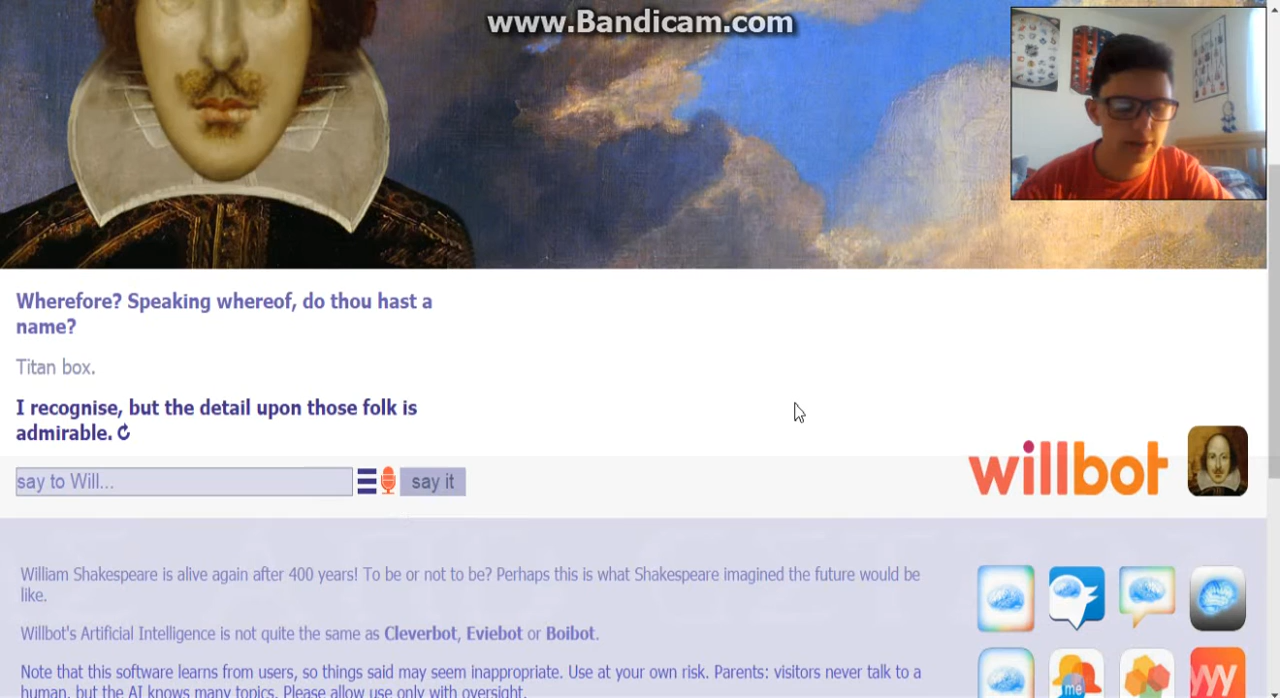 www.Bandicam.com
Wherefore? Speaking whereof, do thou hast a
name?
Titan box.
I recognise, but the detail upon those folk is
admirable.
say to Will...
say it
willbot
William Shakespeare is alive again after 400 years! To be or not to be? Perhaps this is what Shakespeare imagined the future would be
like.
Willbot's Artificial Intelligence is not quite the same as Cleverbot, Eviebot or Boibot.
Note that this software learns from users, so things said may seem inappropriate. Use at your own risk. Parents: visitors never talk to a
human, but the AI knows many topics. Please allow use only with oversight.
me